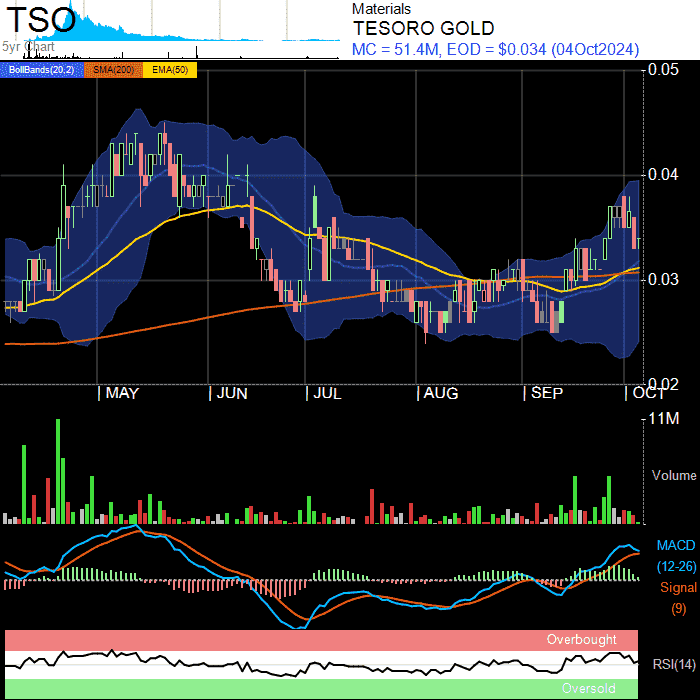 TSO
5yr Chart
Materials
TESORO GOLD
MC = 51.4M, EOD = $0.034 (04Oct2024)
BollBands(20,2) SMA(200) EMA(50)
0.05
0.04
0.03
0.02
MAY JUN JUL AUG SEP OCT
11M
Volume
MACD
(12-26)
Signal
(9)
Overbought
RSI(14)
Oversold